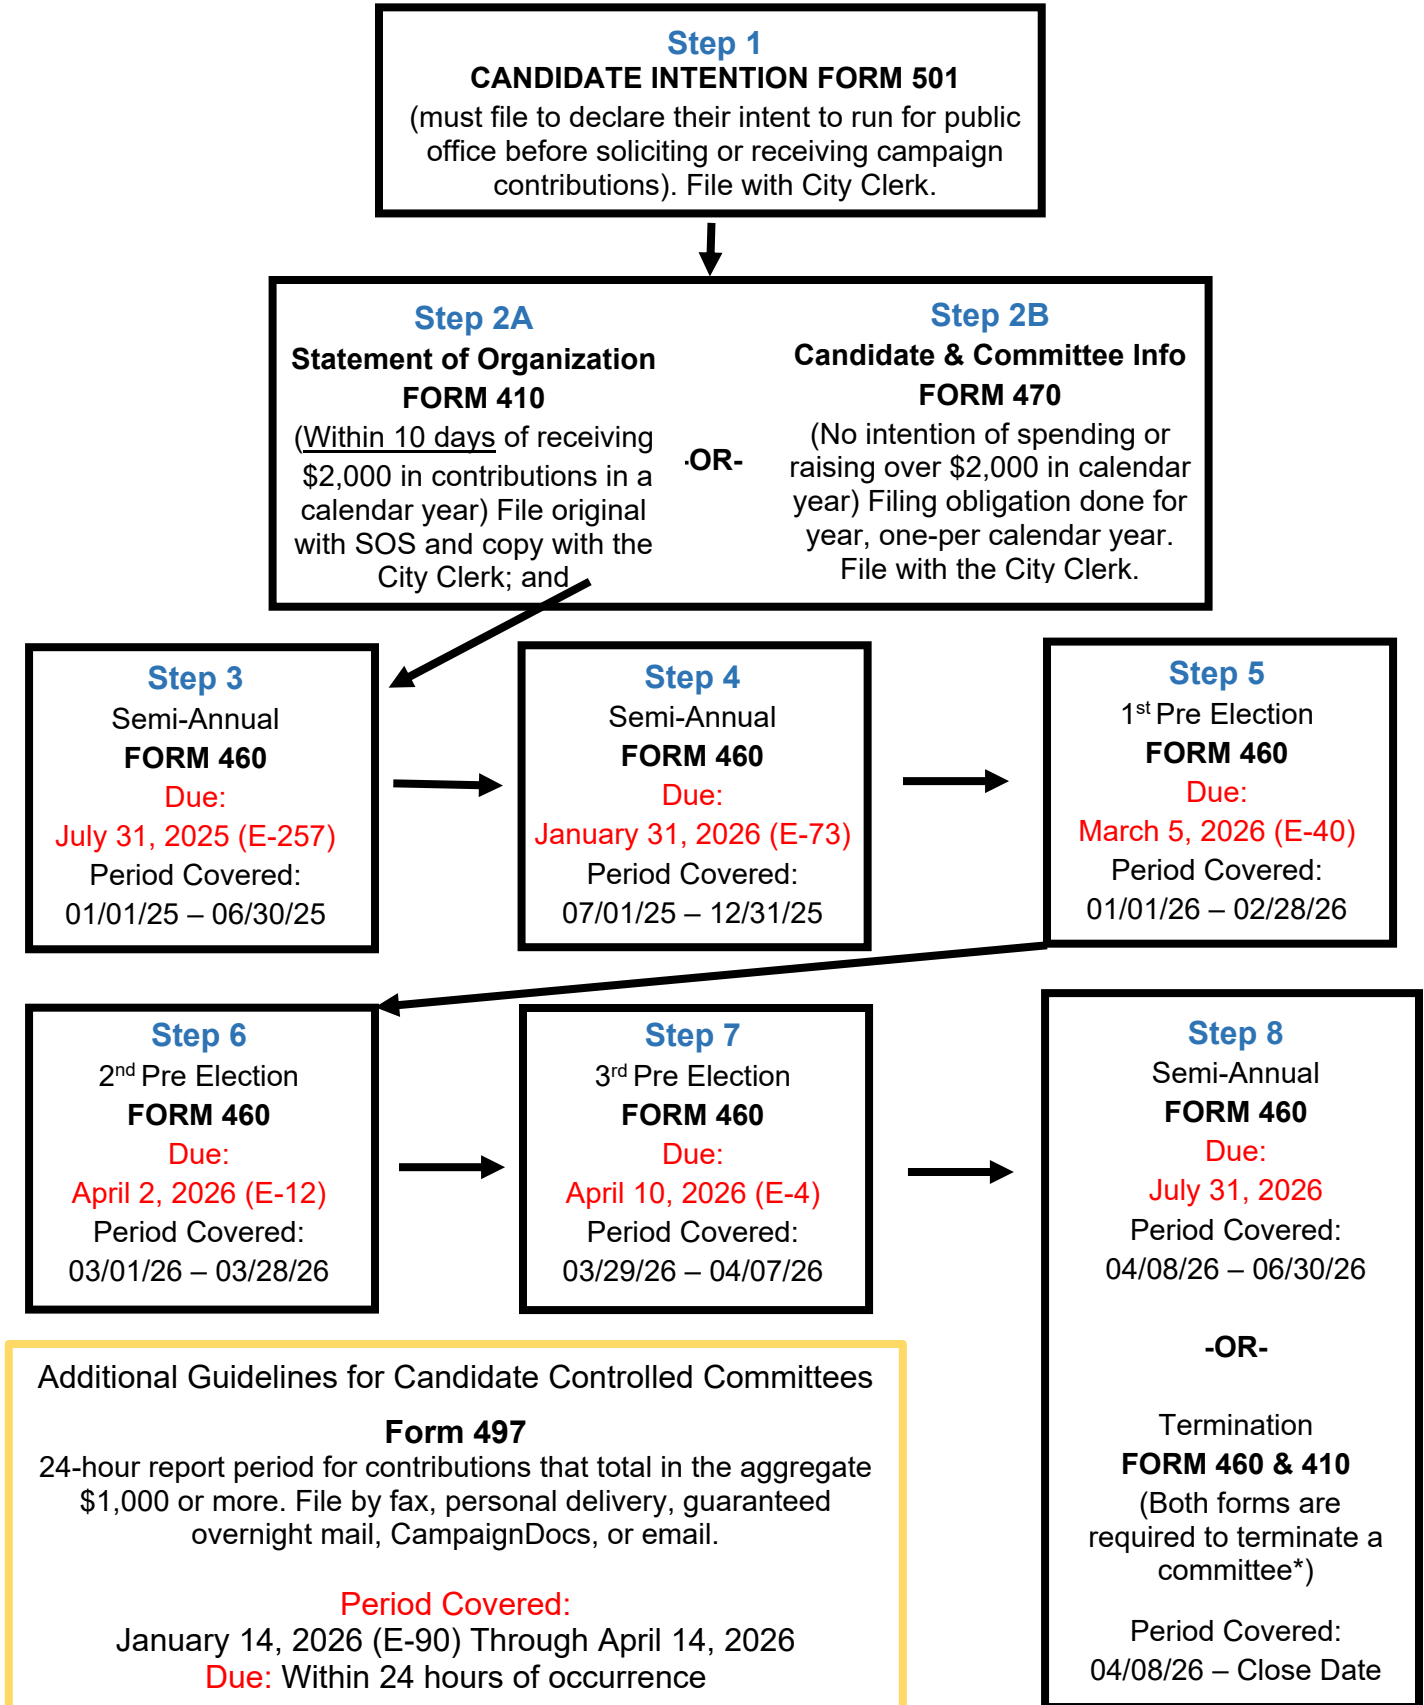 Step 1
CANDIDATE INTENTION FORM 501
(must file to declare their intent to run for public
office before soliciting or receiving campaign
contributions). File with City Clerk.
Step 2A
Statement of Organization
FORM 410
(Within 10 days of receiving
$2,000 in contributions in a
calendar year) File original
with SOS and copy with the
City Clerk; and
-OR-
Step 2B
Candidate & Committee Info
FORM 470
(No intention of spending or
raising over $2,000 in calendar
year) Filing obligation done for
year, one-per calendar year.
File with the City Clerk.
Step 3
Semi-Annual
FORM 460
Due:
July 31, 2025 (E-257)
Period Covered:
01/01/25 – 06/30/25
Step 4
Semi-Annual
FORM 460
Due:
January 31, 2026 (E-73)
Period Covered:
07/01/25 – 12/31/25
Step 5
1st Pre Election
FORM 460
Due:
March 5, 2026 (E-40)
Period Covered:
01/01/26 – 02/28/26
Step 6
2nd Pre Election
FORM 460
Due:
April 2, 2026 (E-12)
Period Covered:
03/01/26 – 03/28/26
Step 7
3rd Pre Election
FORM 460
Due:
April 10, 2026 (E-4)
Period Covered:
03/29/26 – 04/07/26
Step 8
Semi-Annual
FORM 460
Due:
July 31, 2026
Period Covered:
04/08/26 – 06/30/26
-OR-
Termination
FORM 460 & 410
(Both forms are
required to terminate a
committee*)
Period Covered:
04/08/26 – Close Date
Additional Guidelines for Candidate Controlled Committees
Form 497
24-hour report period for contributions that total in the aggregate
$1,000 or more. File by fax, personal delivery, guaranteed
overnight mail, CampaignDocs, or email.
Period Covered:
January 14, 2026 (E-90) Through April 14, 2026
Due: Within 24 hours of occurrence